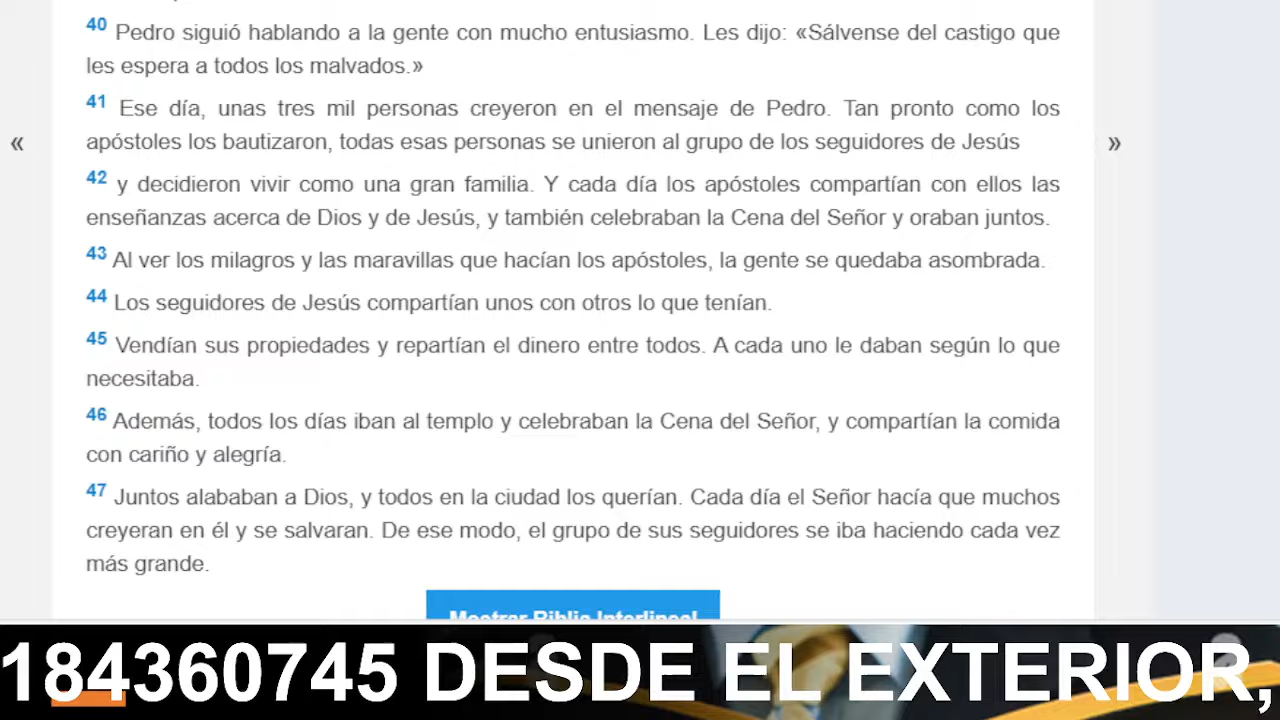 40 Pedro siguió hablando a la gente con mucho entusiasmo. Les dijo: «Sálvense del castigo que
les espera a todos los malvados.»
41 Ese día, unas tres mil personas creyeron en el mensaje de Pedro. Tan pronto como los
apóstoles los bautizaron, todas esas personas se unieron al grupo de los seguidores de Jesús
«
»
42 y decidieron vivir como una gran familia. Y cada día los apóstoles compartían con ellos las
enseñanzas acerca de Dios y de Jesús, y también celebraban la Cena del Señor y oraban juntos.
43 Al ver los milagros y las maravillas que hacían los apóstoles, la gente se quedaba asombrada.
44 Los seguidores de Jesús compartían unos con otros lo que tenían.
45 Vendían sus propiedades y repartían el dinero entre todos. A cada uno le daban según lo que
necesitaba.
46 Además, todos los días iban al templo y celebraban la Cena del Señor, y compartían la comida
con cariño y alegría.
47 Juntos alababan a Dios, y todos en la ciudad los querían. Cada día el Señor hacía que muchos
creyeran en él y se salvaran. De ese modo, el grupo de sus seguidores se iba haciendo cada vez
más grande.
Mostrar Biblia Interlineal
184360745 DESDE EL EXTERIOR,